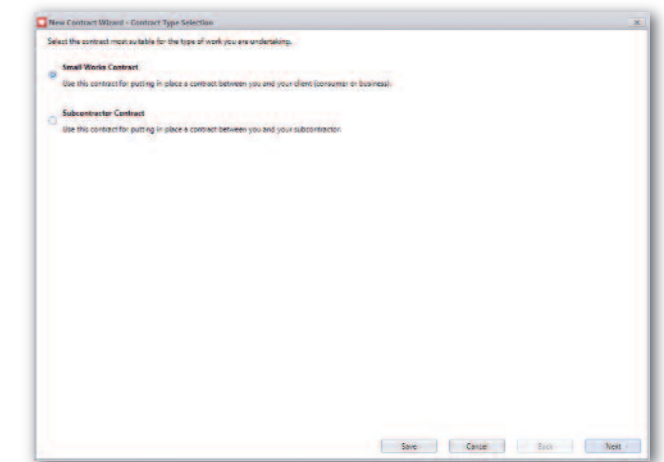 New Contract Wizard - Contract Type Selection
Select the contract most suitable for the type of work you are undertaking.
Small Works Contract
Use this contract for putting in place a contract between you and your client (consumer or business).
Subcontractor Contract
Use this contract for putting in place a contract between you and your subcontractor.
Save Cancel Back Next